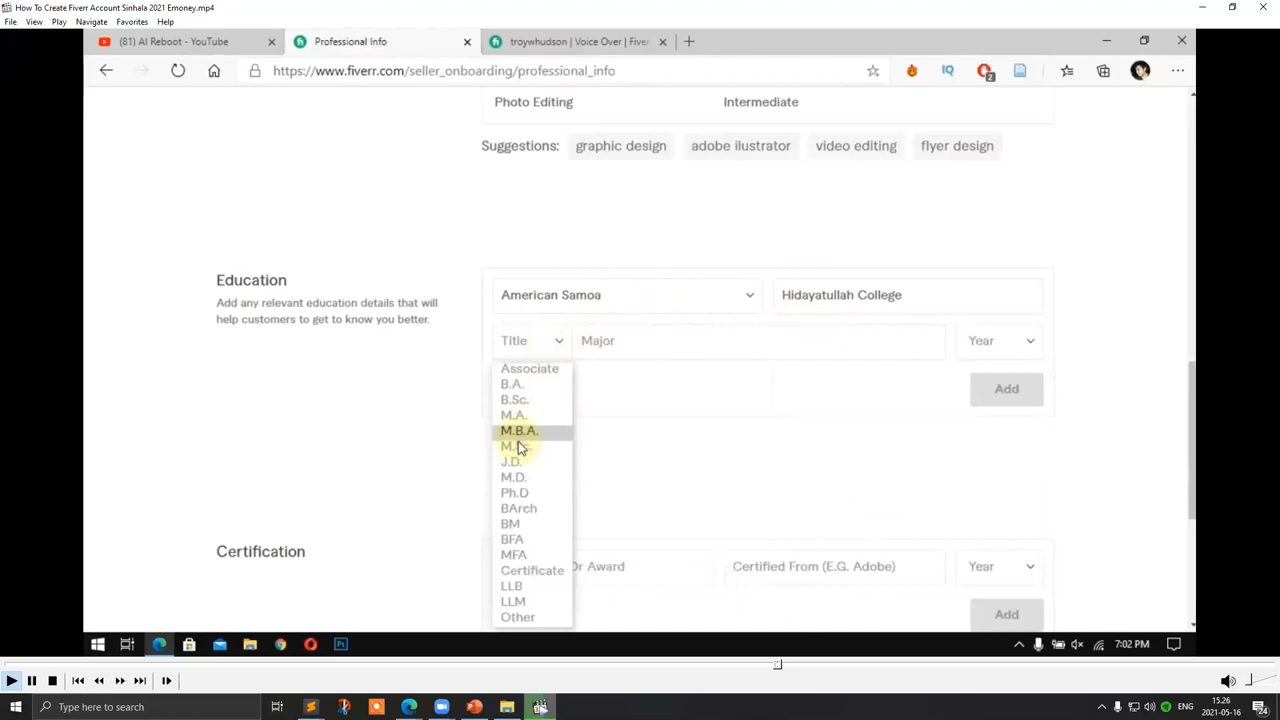 How To Create Fiverr Account Sinhala 2021 Emoney.mp4
File View Play Navigate Favorites Help
(81) AI Reboot - YouTube
Professional Info
troywhudson | Voice Over | Fiver
https://www.fiverr.com/seller_onboarding/professional_info
2
Photo Editing Intermediate
Suggestions: graphic design adobe ilustrator video editing flyer design
Education
Add any relevant education details that will
help customers to get to know you better.
American Samoa Hidayatullah College
Title Major Year
Associate
B.A.
B.Sc.
M.A.
M.B.A.
M.Sc.
J.D.
M.D.
Ph.D
BArch
BM
BFA
MFA
Certificate
LLB
LLM
Other
Add
Certification
Or Award Certified From (E.G. Adobe) Year
Add
7:02 PM
Type here to search
15.26
2021-05-16
24